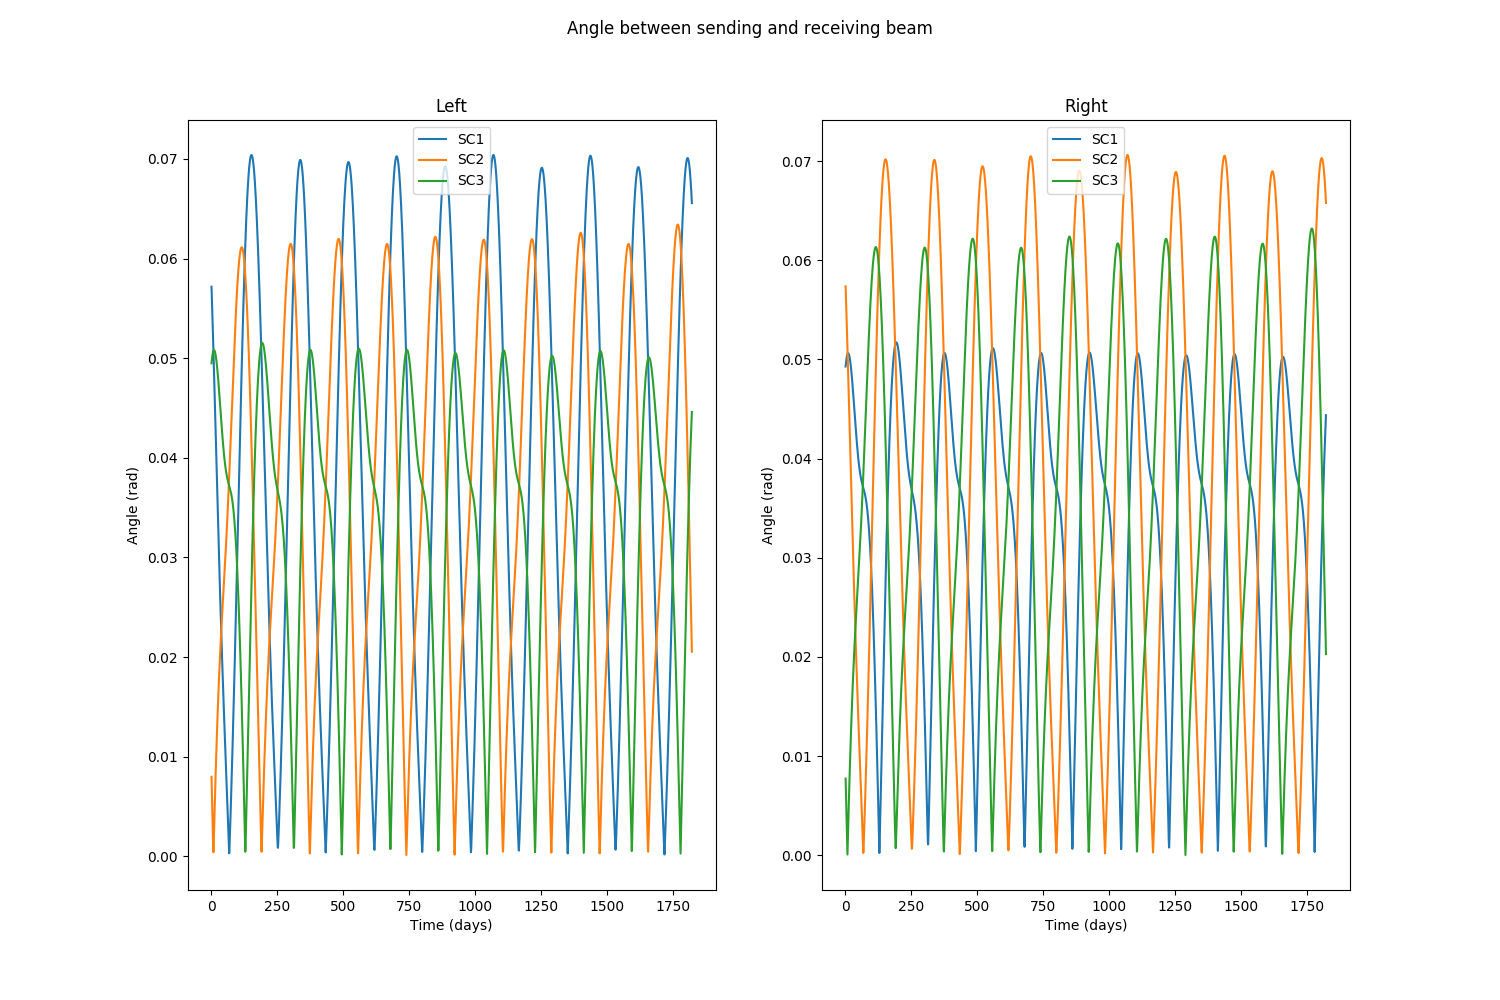 Angle between sending and receiving beam
Left
SC1
SC2
SC3
0.07
0.06
0.05
0.04
0.03
0.02
0.01
0.00
Angle (rad)
0 250 500 750 1000 1250 1500 1750
Time (days)
Right
SC1
SC2
SC3
0.07
0.06
0.05
0.04
0.03
0.02
0.01
0.00
Angle (rad)
0 250 500 750 1000 1250 1500 1750
Time (days)